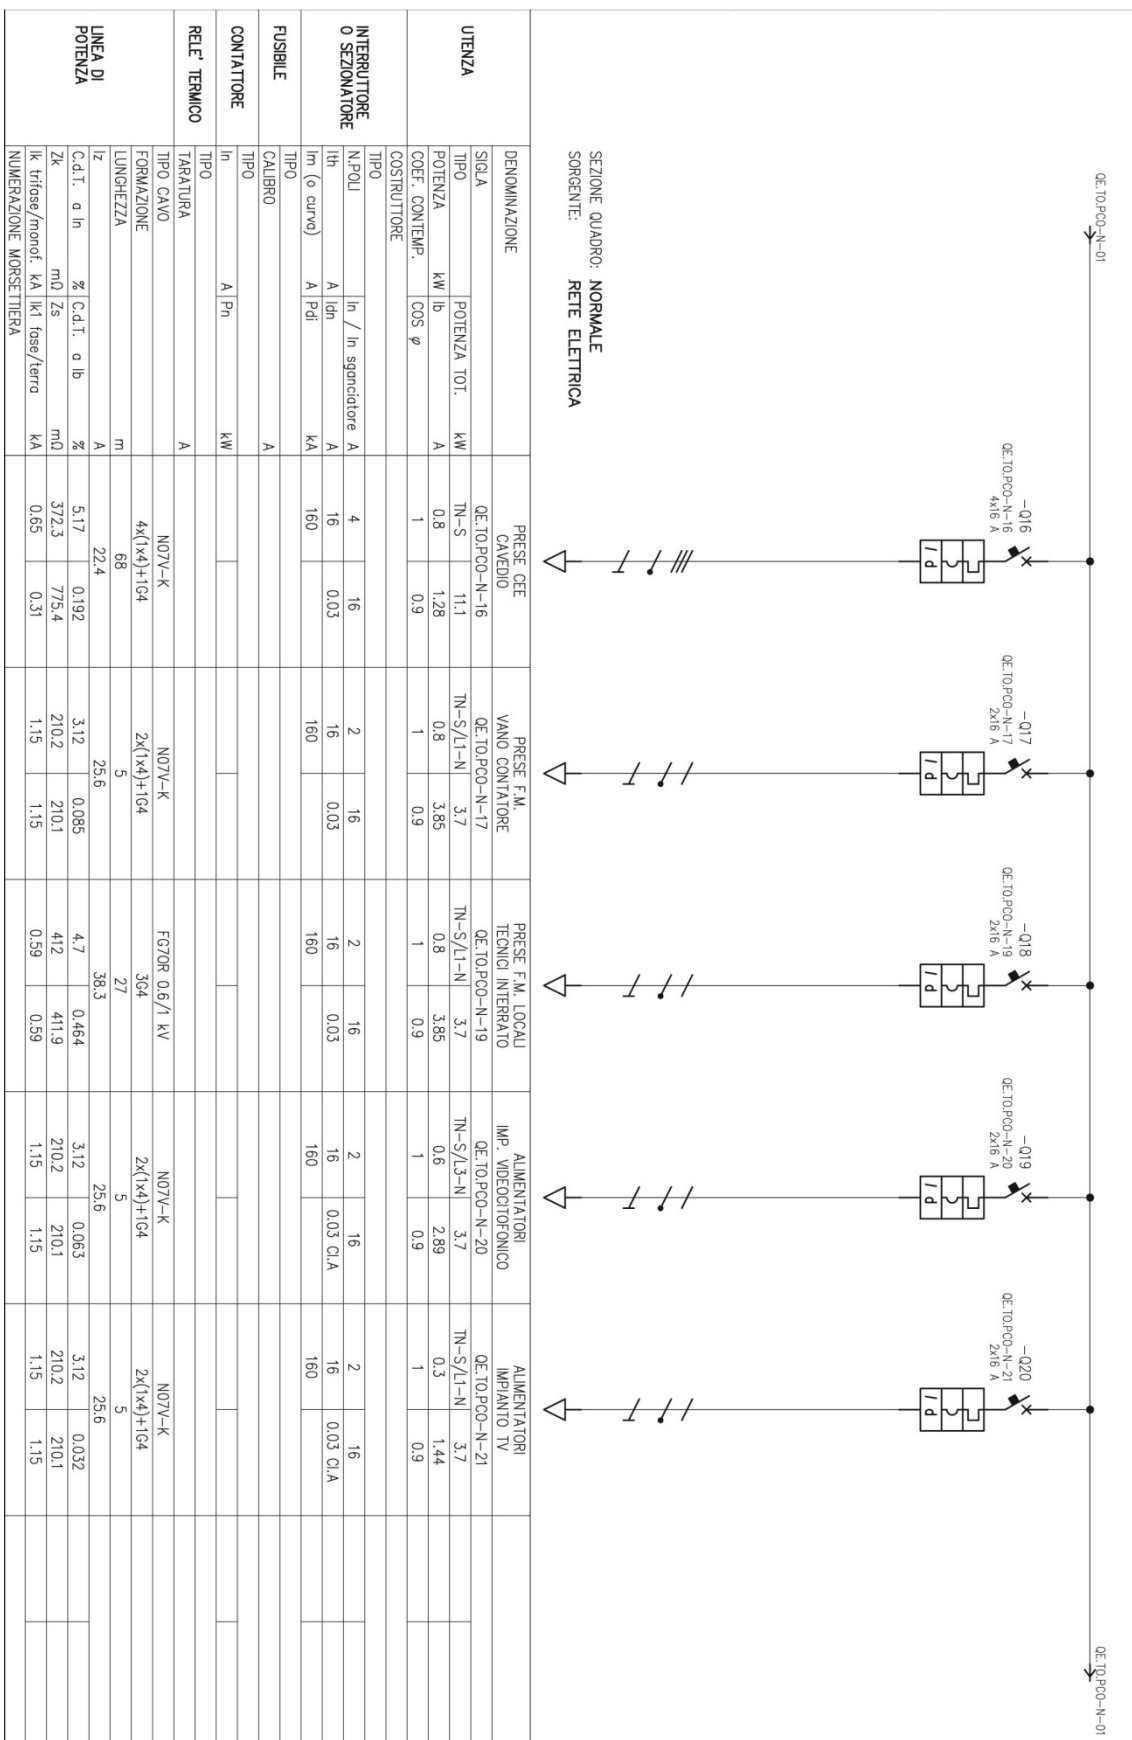 QE.TO.PCO-N-01
QE.TO.PCO-N-01
-Q16
QE.TO.PCO-N-16
4x16 A
-Q17
QE.TO.PCO-N-17
2x16 A
-Q18
QE.TO.PCO-N-19
2x16 A
-Q19
QE.TO.PCO-N-20
2x16 A
-Q20
QE.TO.PCO-N-21
2x16 A
I d
I d
I d
I d
I d
SEZIONE QUADRO: NORMALE
SORGENTE: RETE ELETTRICA
UTENZA
DENOMINAZIONE PRESE CEE CAVEDIO PRESE F.M. VANO CONTATORE PRESE F.M. LOCALI TECNICI INTERRATO ALIMENTATORI IMP. VIDEOCITOFONICO ALIMENTATORI IMPIANTO TV
SIGLA QE.TO.PCO-N-16 QE.TO.PCO-N-17 QE.TO.PCO-N-19 QE.TO.PCO-N-20 QE.TO.PCO-N-21
TIPO POTENZA TOT. kW TN-S 11.1 TN-S/L1-N 3.7 TN-S/L1-N 3.7 TN-S/L3-N 3.7 TN-S/L1-N 3.7
POTENZA kW Ib A 0.8 1.28 0.8 3.85 0.8 3.85 0.6 2.89 0.3 1.44
COEF. CONTEMP. COS φ 1 0.9 1 0.9 1 0.9 1 0.9 1 0.9
COSTRUTTORE
INTERRUTTORE
O SEZIONATORE
TIPO
N.POLI In / In sganciatore A 4 16 2 16 2 16 2 16 2 16
Ith A Idn A 16 0.03 16 0.03 16 0.03 16 0.03 Cl.A 16 0.03 Cl.A
Im (o curva) A Pdi kA 160 160 160 160 160
FUSIBILE
TIPO
CALIBRO A
CONTATTORE
TIPO
In A Pn kW
RELE' TERMICO
TIPO
TARATURA A
LINEA DI
POTENZA
TIPO CAVO N07V-K N07V-K FG7OR 0.6/1 kV N07V-K N07V-K
FORMAZIONE 4x(1x4)+1G4 2x(1x4)+1G4 3G4 2x(1x4)+1G4 2x(1x4)+1G4
LUNGHEZZA m 68 5 27 5 5
Iz A 22.4 25.6 38.3 25.6 25.6
C.d.T. a In % C.d.T. a Ib % 5.17 0.192 3.12 0.085 4.7 0.464 3.12 0.063 3.12 0.032
Zk mΩ Zs mΩ 372.3 775.4 210.2 210.1 412 411.9 210.2 210.1 210.2 210.1
Ik trifase/monof. kA Ik1 fase/terra kA 0.65 0.31 1.15 1.15 0.59 0.59 1.15 1.15 1.15 1.15
NUMERAZIONE MORSETTIERA